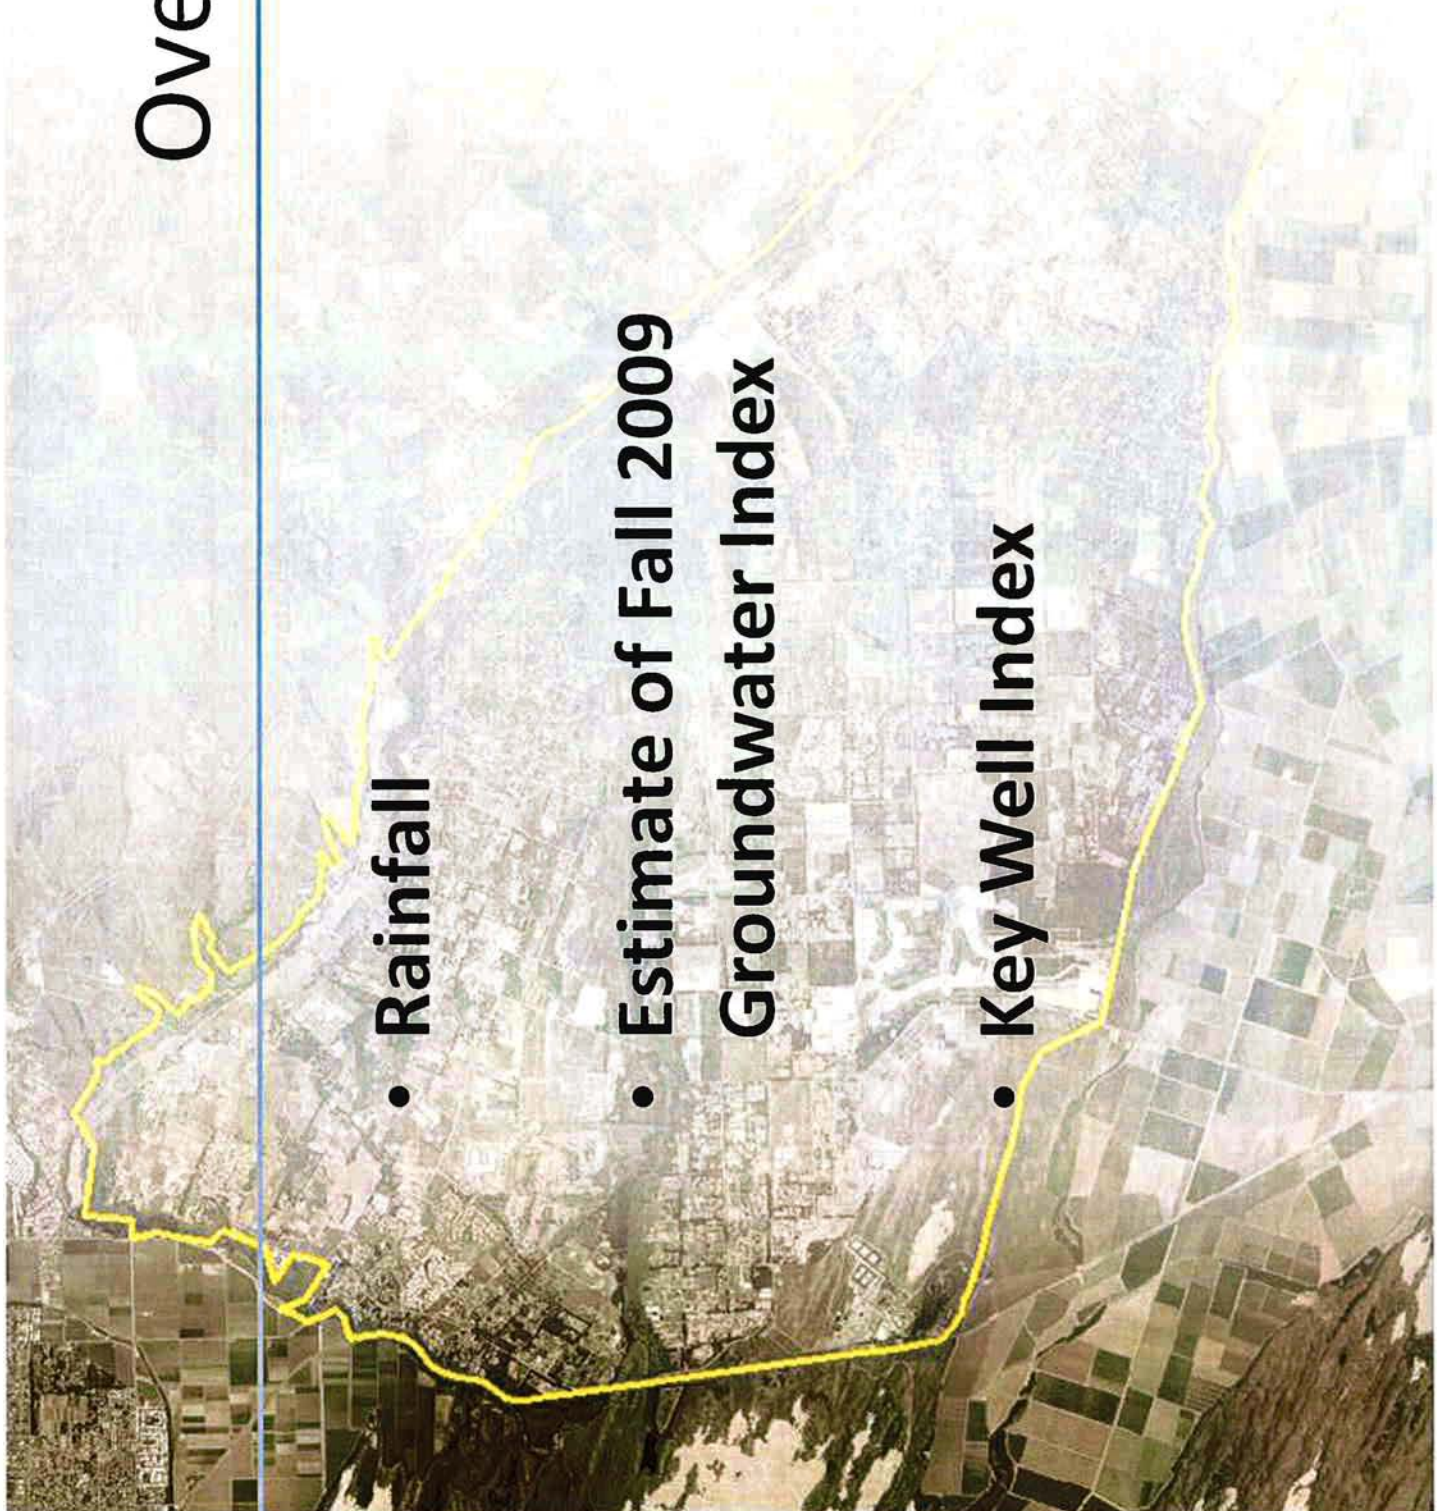 Ove
• Rainfall
• Estimate of Fall 2009
Groundwater Index
• Key Well Index